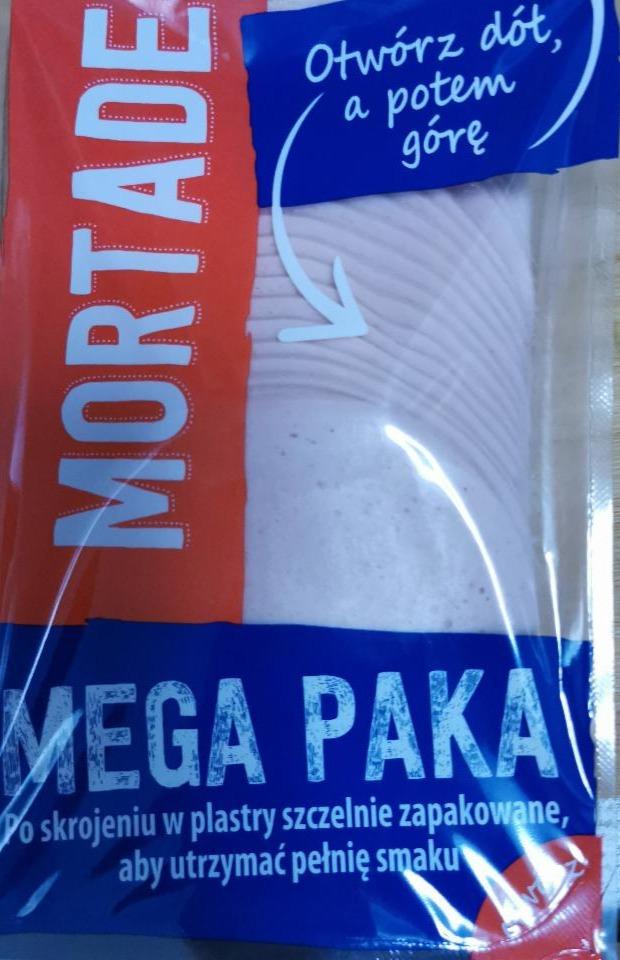 MORTADE
Otwórz dół,
a potem
górę
MEGA PAKA
Po skrojeniu w plastry szczelnie zapakowane,
aby utrzymać pełnię smaku